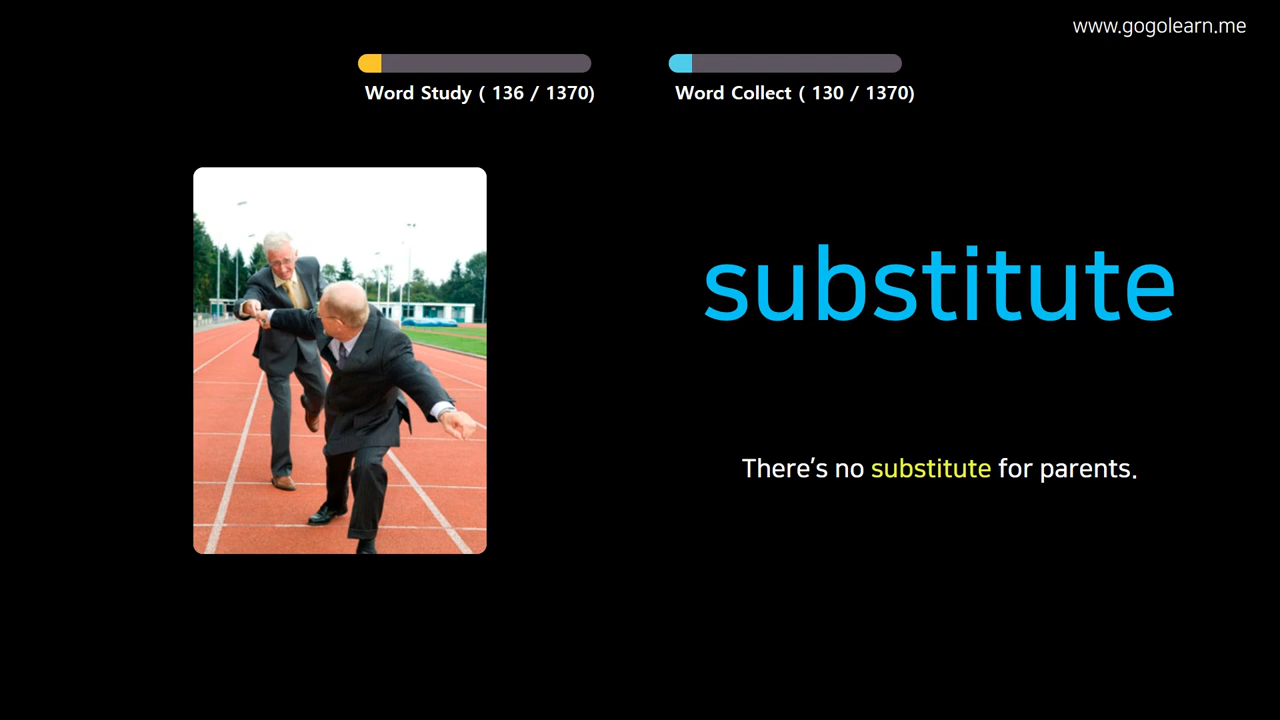 www.gogolearn.me
Word Study ( 136 / 1370)
Word Collect ( 130 / 1370)
substitute
There's no substitute for parents.